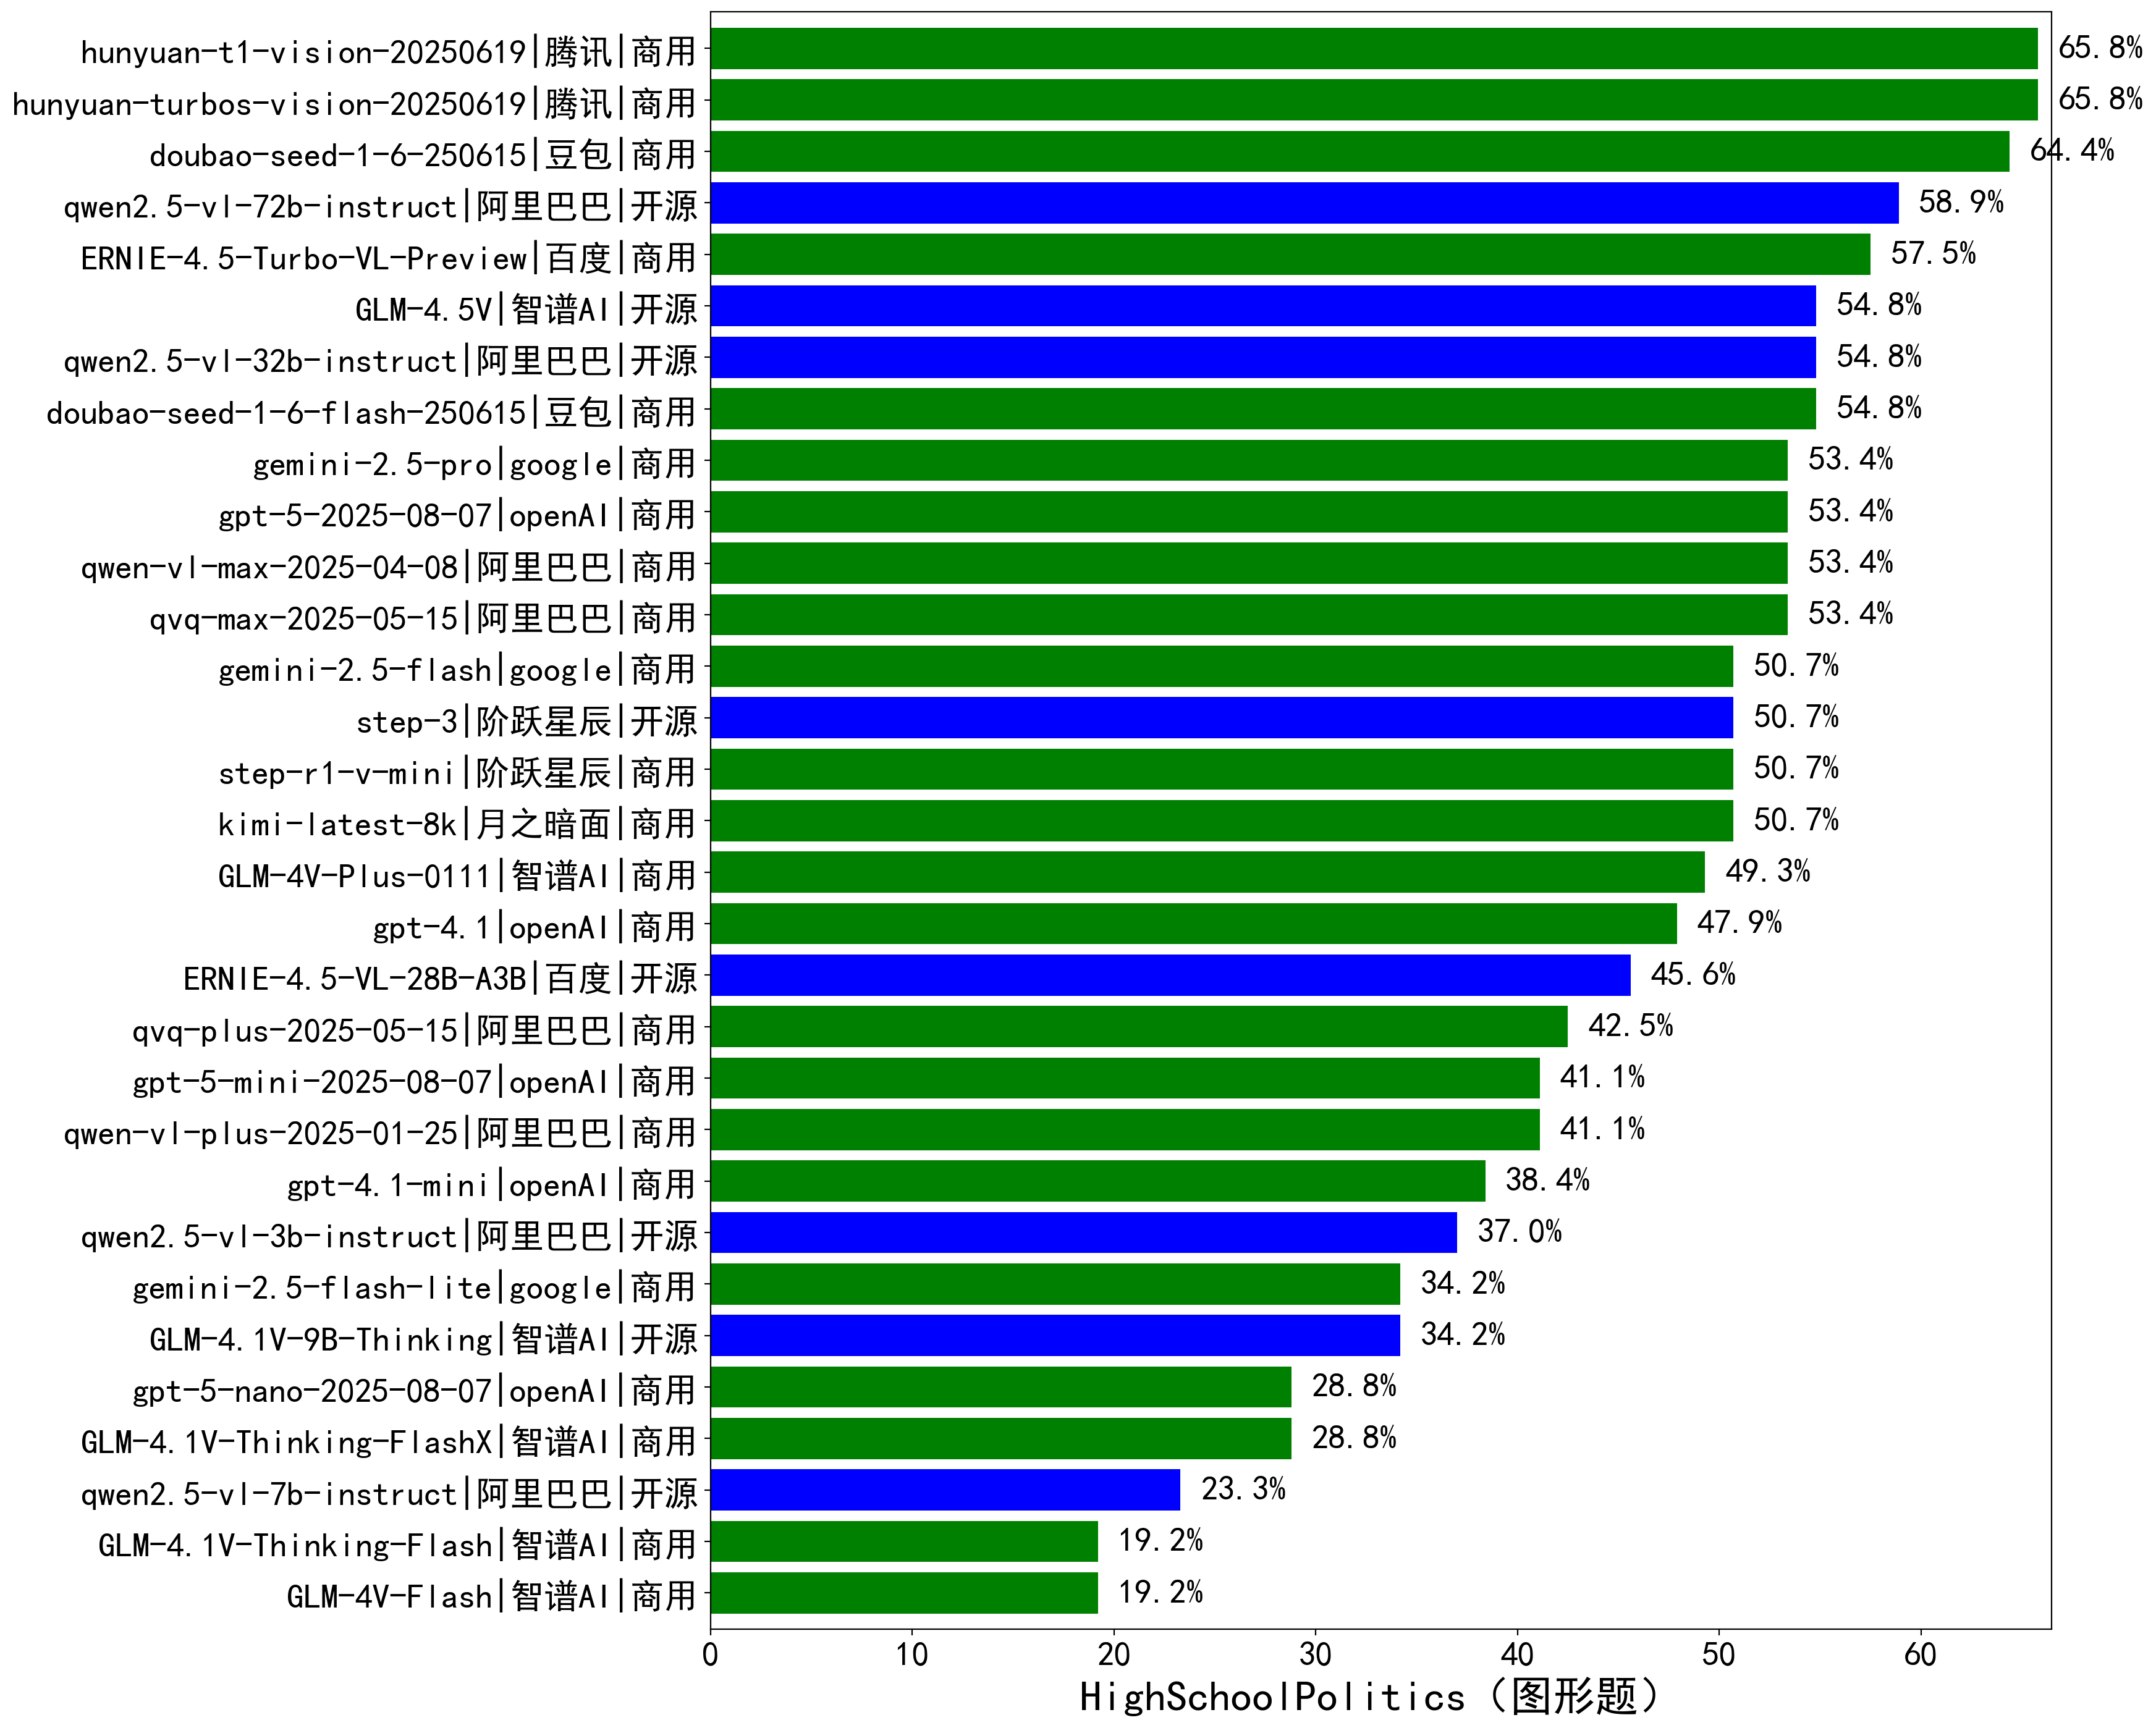 hunyuan-t1-vision-20250619|腾讯|商用 65.8%
hunyuan-turbos-vision-20250619|腾讯|商用 65.8%
doubao-seed-1-6-250615|豆包|商用 64.4%
qwen2.5-vl-72b-instruct|阿里巴巴|开源 58.9%
ERNIE-4.5-Turbo-VL-Preview|百度|商用 57.5%
GLM-4.5V|智谱AI|开源 54.8%
qwen2.5-vl-32b-instruct|阿里巴巴|开源 54.8%
doubao-seed-1-6-flash-250615|豆包|商用 54.8%
gemini-2.5-pro|google|商用 53.4%
gpt-5-2025-08-07|openAI|商用 53.4%
qwen-vl-max-2025-04-08|阿里巴巴|商用 53.4%
qvq-max-2025-05-15|阿里巴巴|商用 53.4%
gemini-2.5-flash|google|商用 50.7%
step-3|阶跃星辰|开源 50.7%
step-r1-v-mini|阶跃星辰|商用 50.7%
kimi-latest-8k|月之暗面|商用 50.7%
GLM-4V-Plus-0111|智谱AI|商用 49.3%
gpt-4.1|openAI|商用 47.9%
ERNIE-4.5-VL-28B-A3B|百度|开源 45.6%
qvq-plus-2025-05-15|阿里巴巴|商用 42.5%
gpt-5-mini-2025-08-07|openAI|商用 41.1%
qwen-vl-plus-2025-01-25|阿里巴巴|商用 41.1%
gpt-4.1-mini|openAI|商用 38.4%
qwen2.5-vl-3b-instruct|阿里巴巴|开源 37.0%
gemini-2.5-flash-lite|google|商用 34.2%
GLM-4.1V-9B-Thinking|智谱AI|开源 34.2%
gpt-5-nano-2025-08-07|openAI|商用 28.8%
GLM-4.1V-Thinking-FlashX|智谱AI|商用 28.8%
qwen2.5-vl-7b-instruct|阿里巴巴|开源 23.3%
GLM-4.1V-Thinking-Flash|智谱AI|商用 19.2%
GLM-4V-Flash|智谱AI|商用 19.2%
0 10 20 30 40 50 60
HighSchoolPolitics（图形题）